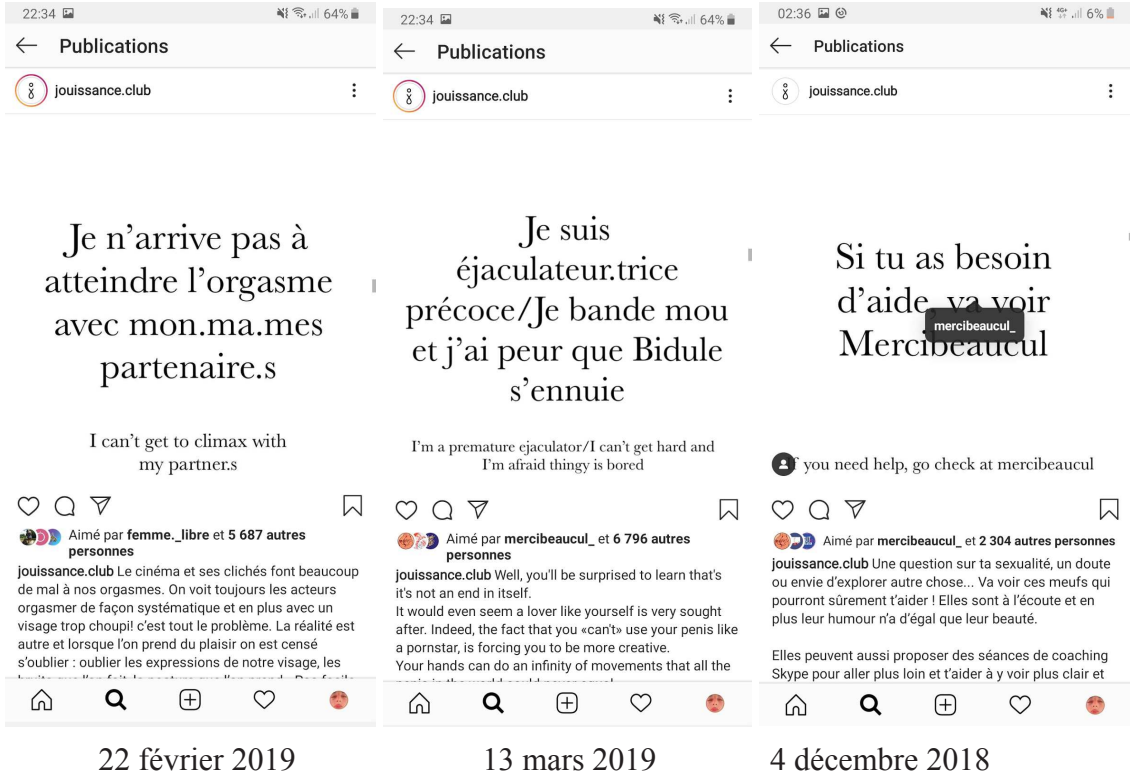 22:34
64%
Publications
jouissance.club
Je n'arrive pas à
atteindre l'orgasme
avec mon.ma.mes
partenaire.s
I can't get to climax with
my partner.s
Aimé par femme._libre et 5 687 autres
personnes
jouissance.club Le cinéma et ses clichés font beaucoup
de mal à nos orgasmes. On voit toujours les acteurs
orgasmer de façon systématique et en plus avec un
visage trop choupi! c'est tout le problème. La réalité est
autre et lorsque l'on prend du plaisir on est censé
s'oublier : oublier les expressions de notre visage, les
22 février 2019
22:34
64%
Publications
jouissance.club
Je suis
éjaculateur.trice
précoce/Je bande mou
et j'ai peur que Bidule
s'ennuie
I'm a premature ejaculator/I can't get hard and
I'm afraid thingy is bored
Aimé par mercibeaucul_ et 6 796 autres
personnes
jouissance.club Well, you'll be surprised to learn that's
it's not an end in itself.
It would even seem a lover like yourself is very sought
after. Indeed, the fact that you «can't» use your penis like
a pornstar, is forcing you to be more creative.
Your hands can do an infinity of movements that all the
13 mars 2019
02:36
4G+
6%
Publications
jouissance.club
Si tu as besoin
d'aide, va voir
mercibeaucul_
Mercibeaucul
If you need help, go check at mercibeaucul
Aimé par mercibeaucul_ et 2 304 autres personnes
jouissance.club Une question sur ta sexualité, un doute
ou envie d'explorer autre chose... Va voir ces meufs qui
pourront sûrement t'aider ! Elles sont à l'écoute et en
plus leur humour n'a d'égal que leur beauté.
Elles peuvent aussi proposer des séances de coaching
Skype pour aller plus loin et t'aider à y voir plus clair et
4 décembre 2018